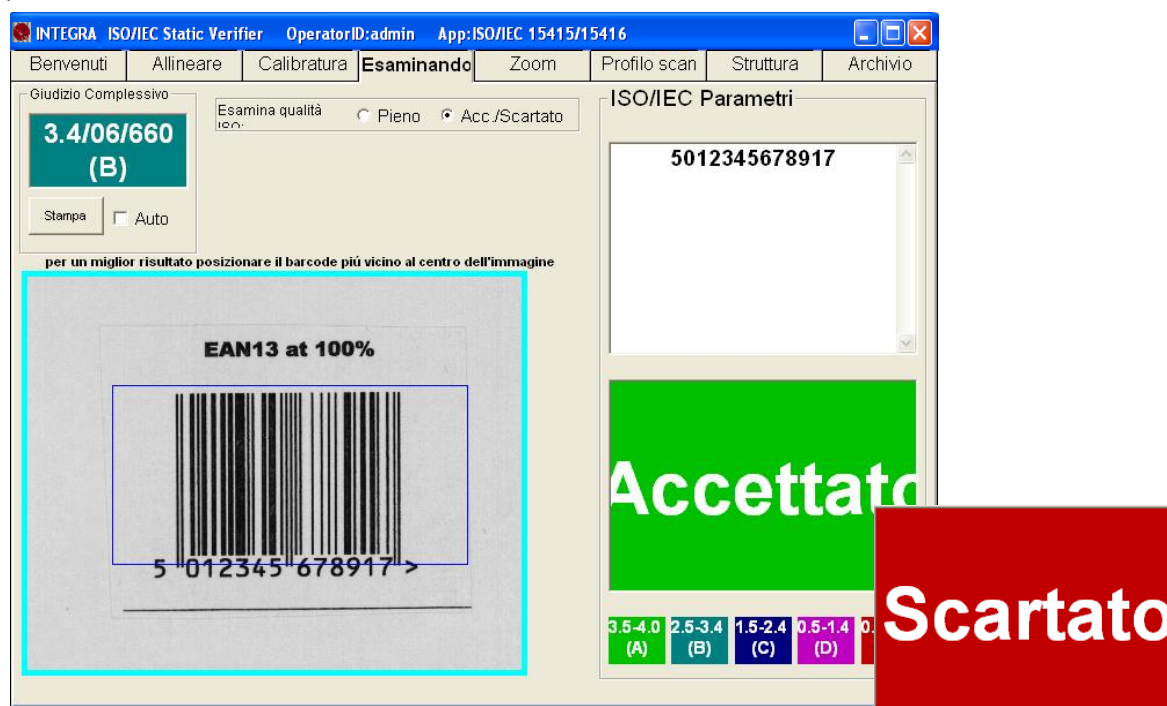 INTEGRA ISO/IEC Static Verifier OperatorID:admin App:ISO/IEC 15415/15416
Benvenuti Allineare Calibratura Esaminando Zoom Profilo scan Struttura Archivio
Giudizio Complessivo
3.4/06/660
(B)
Stampa
Auto
Esamina qualità
ISO:
Pieno
Acc./Scartato
per un miglior risultato posizionare il barcode piú vicino al centro dell'immagine
EAN13 at 100%
5 012345 678917 >
ISO/IEC Parametri
5012345678917
Accettato
3.5-4.0 2.5-3.4 1.5-2.4 0.5-1.4 0.
(A) (B) (C) (D)
Scartato